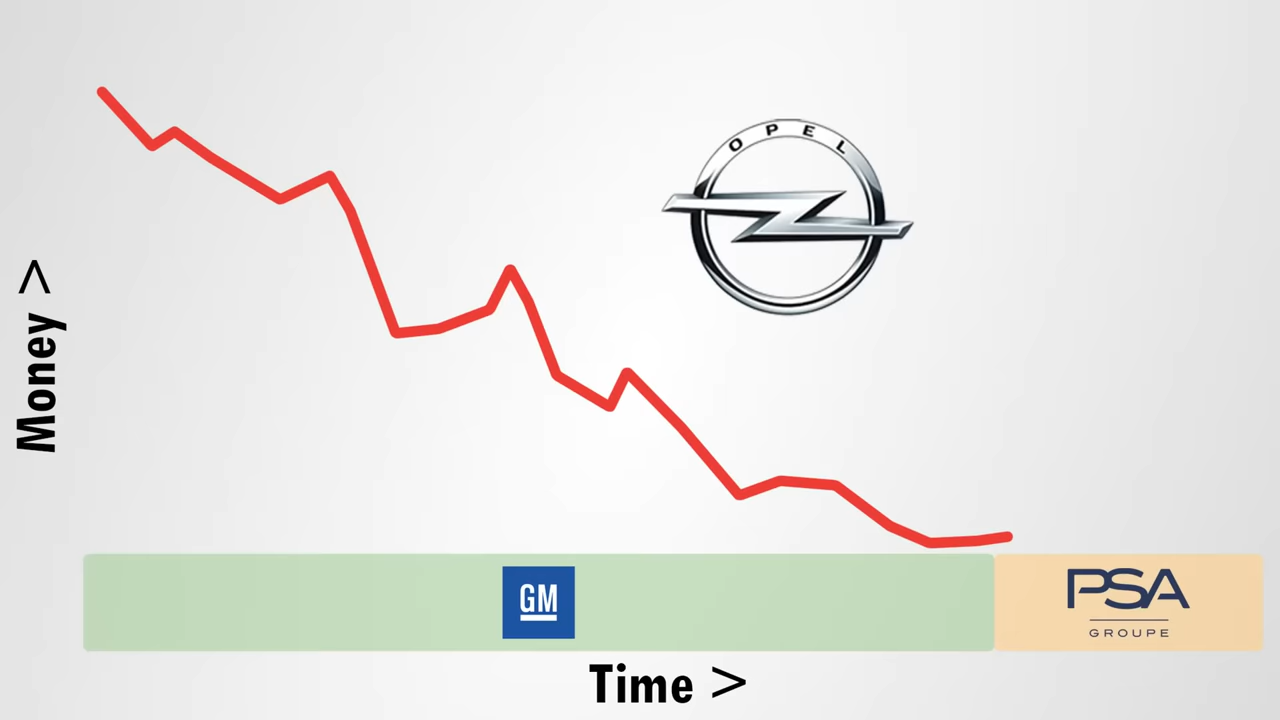 OPEL
Money >
GM
PSA
GROUPE
Time >